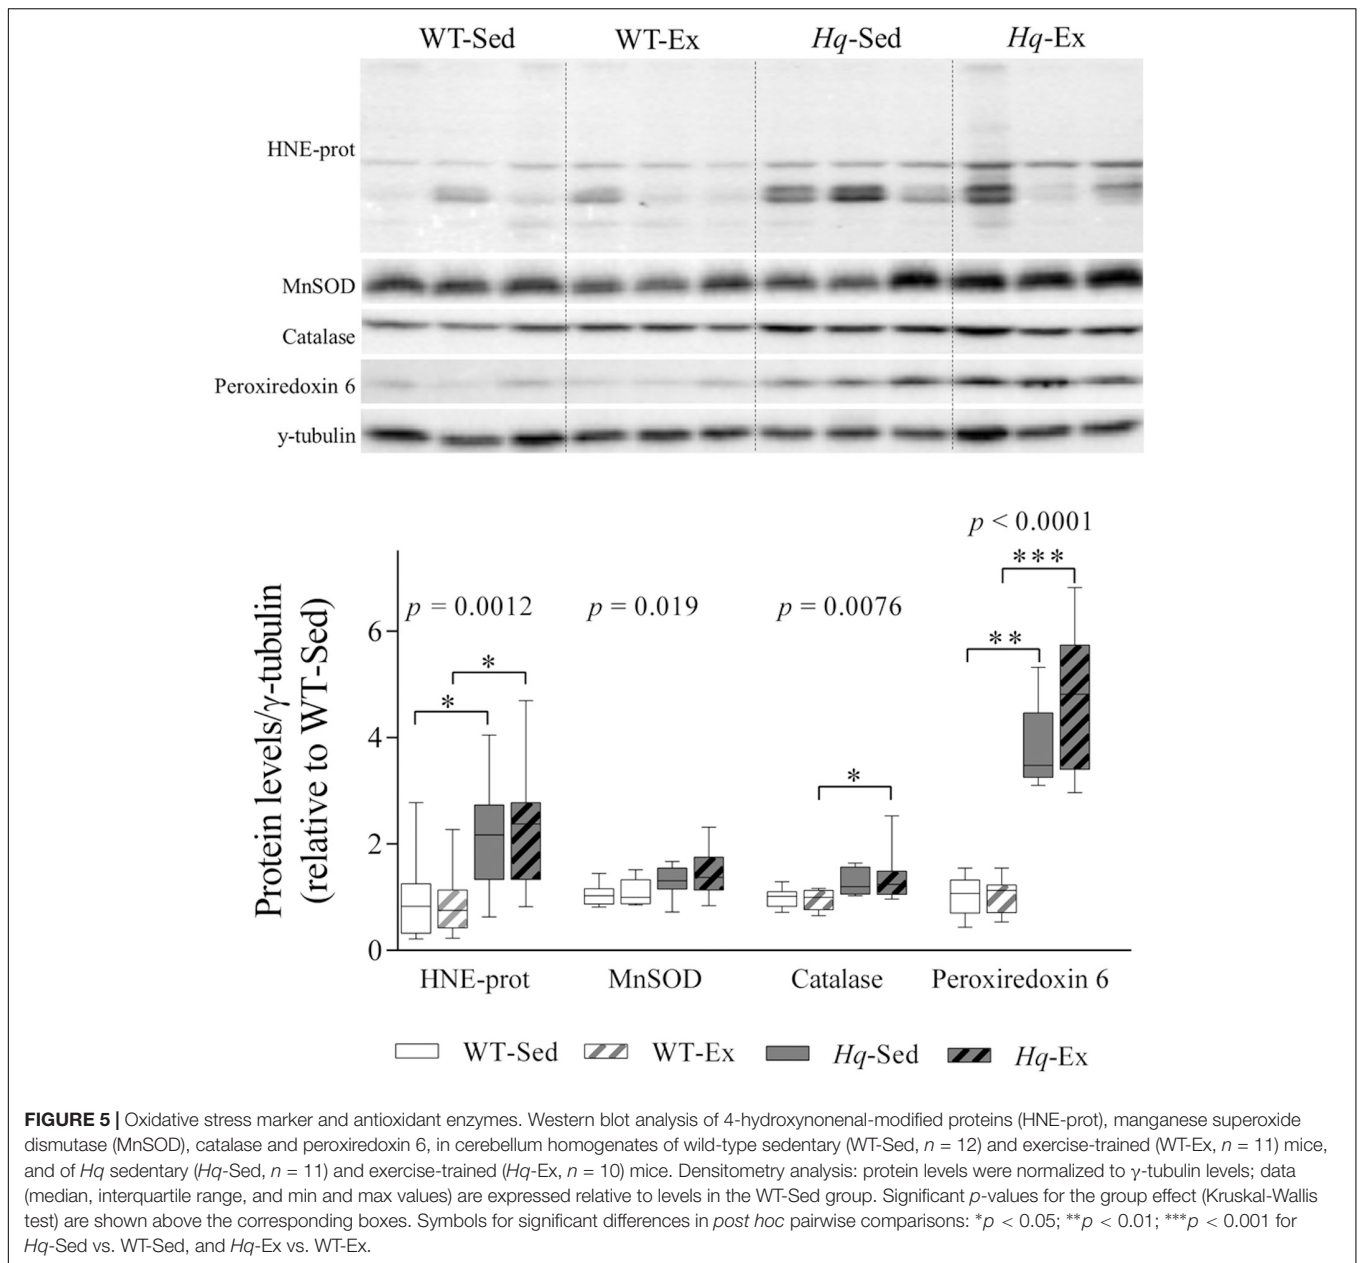 WT-Sed WT-Ex Hq-Sed Hq-Ex
HNE-prot
MnSOD
Catalase
Peroxiredoxin 6
y-tubulin
p < 0.0001
***
p = 0.0012 p = 0.019 p = 0.0076
**
*
*
*
Protein levels/γ-tubulin
(relative to WT-Sed)
6
4
2
0
HNE-prot MnSOD Catalase Peroxiredoxin 6
WT-Sed WT-Ex Hq-Sed Hq-Ex
FIGURE 5 | Oxidative stress marker and antioxidant enzymes. Western blot analysis of 4-hydroxynonenal-modified proteins (HNE-prot), manganese superoxide
dismutase (MnSOD), catalase and peroxiredoxin 6, in cerebellum homogenates of wild-type sedentary (WT-Sed, n = 12) and exercise-trained (WT-Ex, n = 11) mice,
and of Hq sedentary (Hq-Sed, n = 11) and exercise-trained (Hq-Ex, n = 10) mice. Densitometry analysis: protein levels were normalized to γ-tubulin levels; data
(median, interquartile range, and min and max values) are expressed relative to levels in the WT-Sed group. Significant p-values for the group effect (Kruskal-Wallis
test) are shown above the corresponding boxes. Symbols for significant differences in post hoc pairwise comparisons: *p < 0.05; **p < 0.01; ***p < 0.001 for
Hq-Sed vs. WT-Sed, and Hq-Ex vs. WT-Ex.